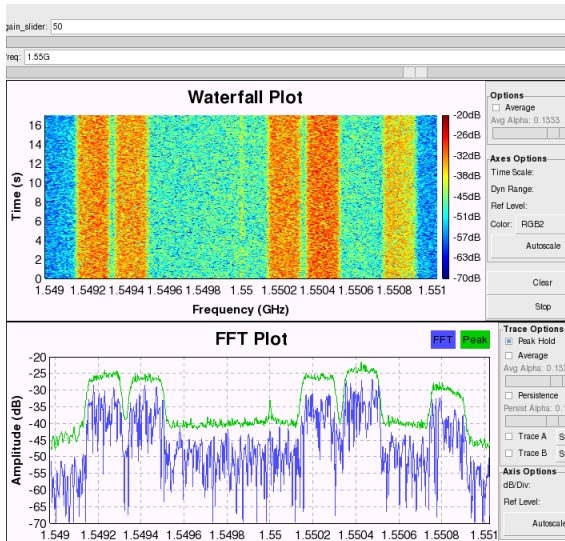 gain_slider: 50
freq: 1.55G
Waterfall Plot
16
14
12
10
8
6
4
2
0
Time (s)
1.549 1.5492 1.5494 1.5496 1.5498 1.55 1.5502 1.5504 1.5506 1.5508 1.551
Frequency (GHz)
-20dB
-26dB
-32dB
-38dB
-45dB
-51dB
-57dB
-63dB
-70dB
Options
Average
Avg Alpha: 0.1333
Axes Options
Time Scale:
Dyn Range:
Ref Level:
Color: RGB2
Autoscale
Clear
Stop
FFT Plot
FFT Peak
-20
-25
-30
-35
-40
-45
-50
-55
-60
-65
-70
Amplitude (dB)
1.549 1.5492 1.5494 1.5496 1.5498 1.55 1.5502 1.5504 1.5506 1.5508 1.551
Trace Options
Peak Hold
Average
Avg Alpha: 0.133
Persistence
Persist Alpha: 0.1
Trace A S
Trace B S
Axis Options
dB/Div:
Ref Level:
Autoscale